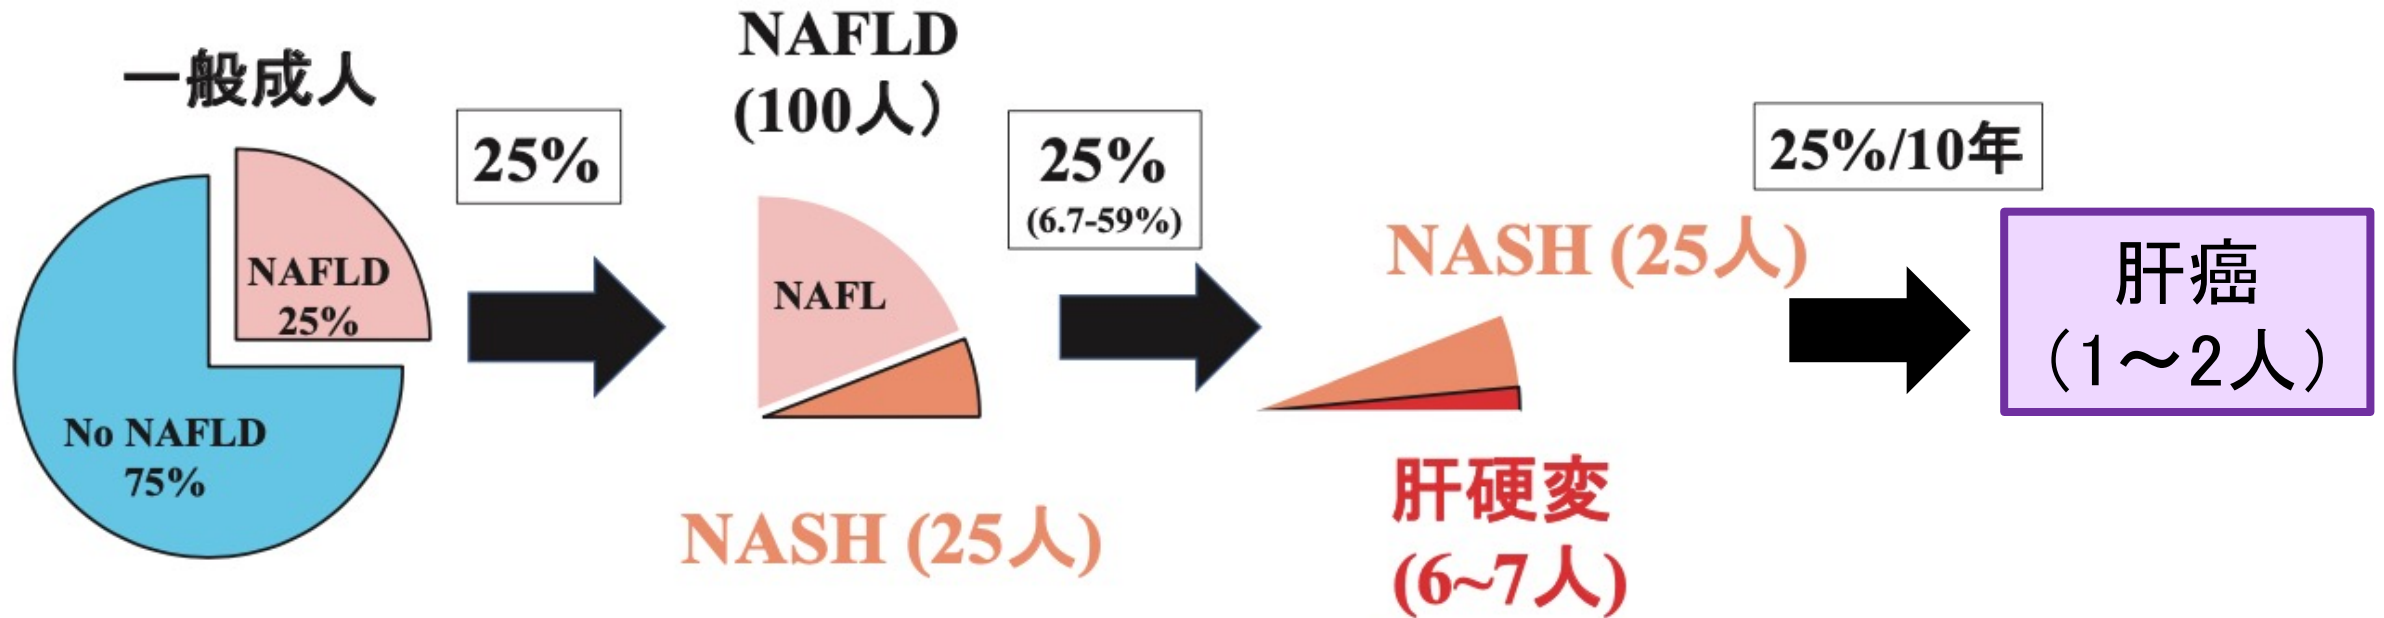 一般成人
NAFLD
25%
No NAFLD
75%
25%
NAFLD
(100人）
NAFL
NASH (25人)
25%
(6.7-59%)
NASH (25人)
肝硬変
(6~7人)
25%/10年
肝癌
（1～2人）